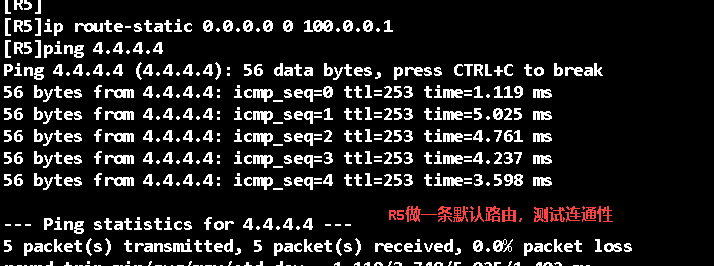 [R5]
[R5]ip route-static 0.0.0.0 0 100.0.0.1
[R5]ping 4.4.4.4
Ping 4.4.4.4 (4.4.4.4): 56 data bytes, press CTRL+C to break
56 bytes from 4.4.4.4: icmp_seq=0 ttl=253 time=1.119 ms
56 bytes from 4.4.4.4: icmp_seq=1 ttl=253 time=5.025 ms
56 bytes from 4.4.4.4: icmp_seq=2 ttl=253 time=4.761 ms
56 bytes from 4.4.4.4: icmp_seq=3 ttl=253 time=4.237 ms
56 bytes from 4.4.4.4: icmp_seq=4 ttl=253 time=3.598 ms
R5做一条默认路由，测试连通性
--- Ping statistics for 4.4.4.4 ---
5 packet(s) transmitted, 5 packet(s) received, 0.0% packet loss